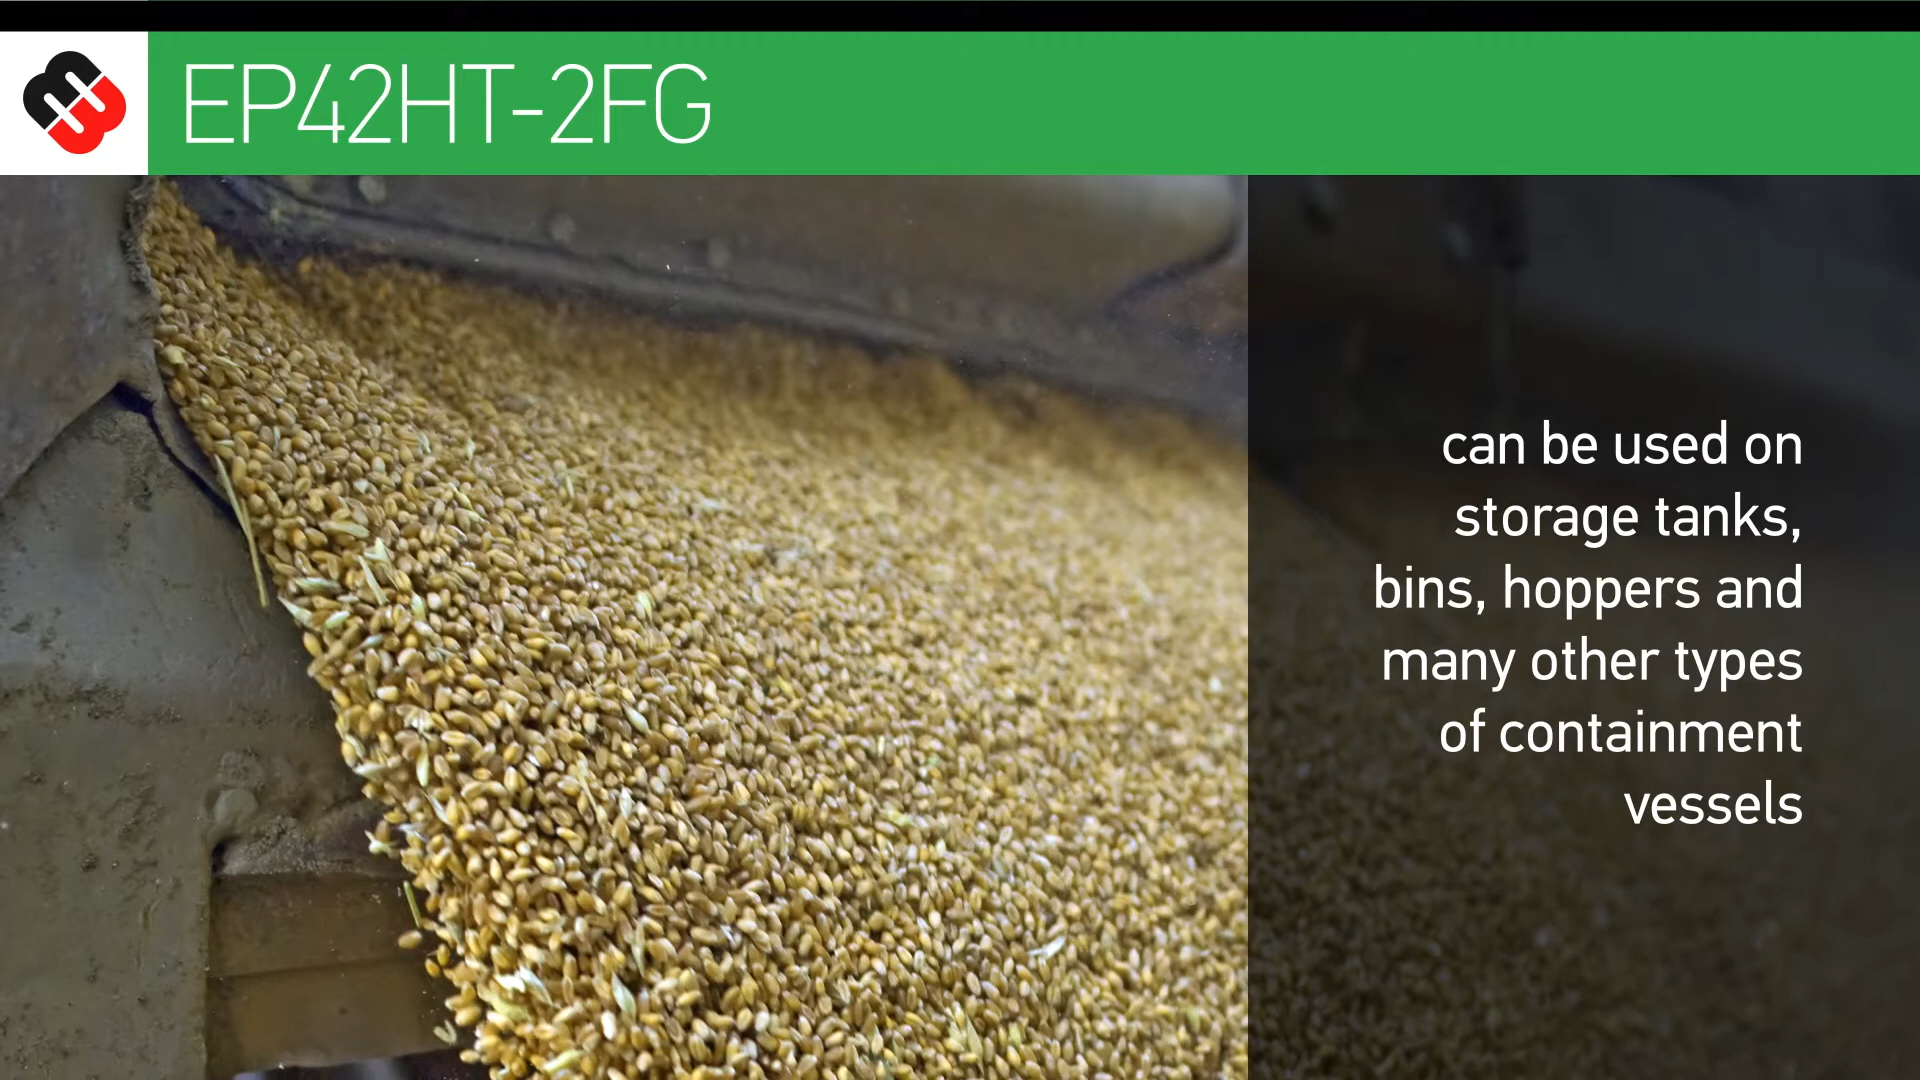 EP42HT-2FG
can be used on
storage tanks,
bins, hoppers and
many other types
of containment
vessels